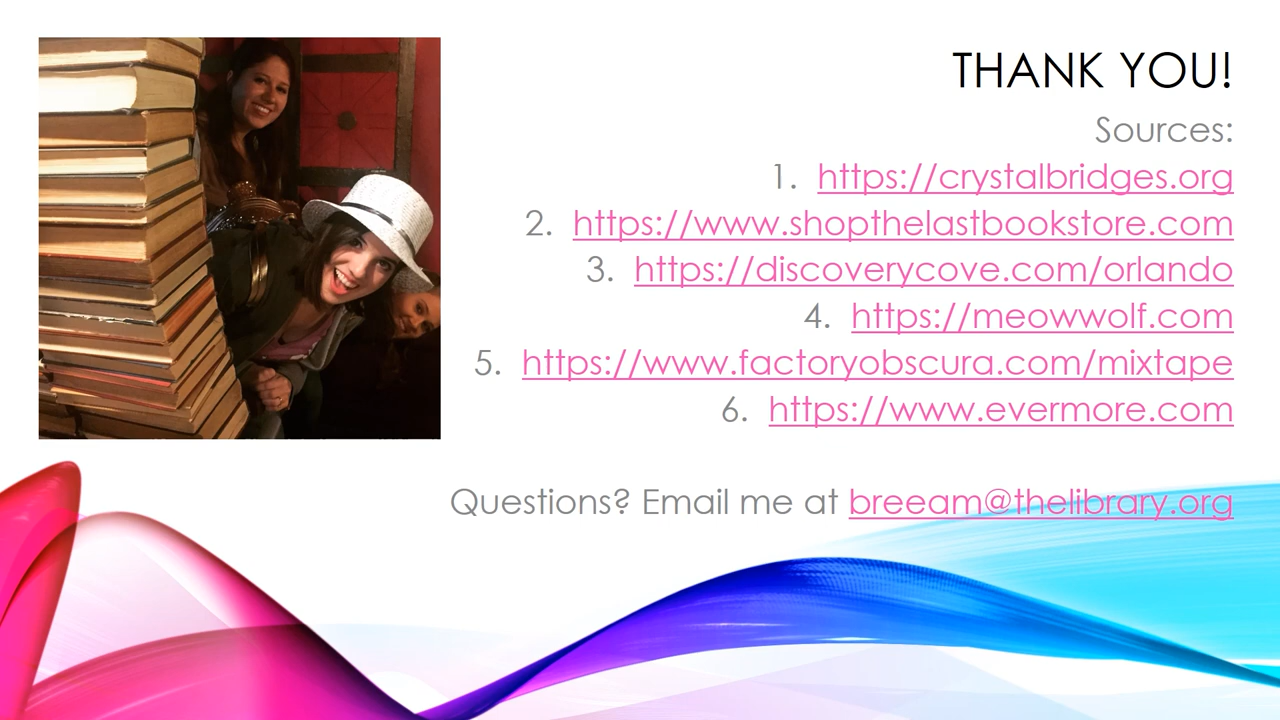 THANK YOU!
Sources:
1. https://crystalbridges.org
2. https://www.shopthelastbookstore.com
3. https://discoverycove.com/orlando
4. https://meowwolf.com
5. https://www.factoryobscura.com/mixtape
6. https://www.evermore.com
Questions? Email me at breeam@thelibrary.org